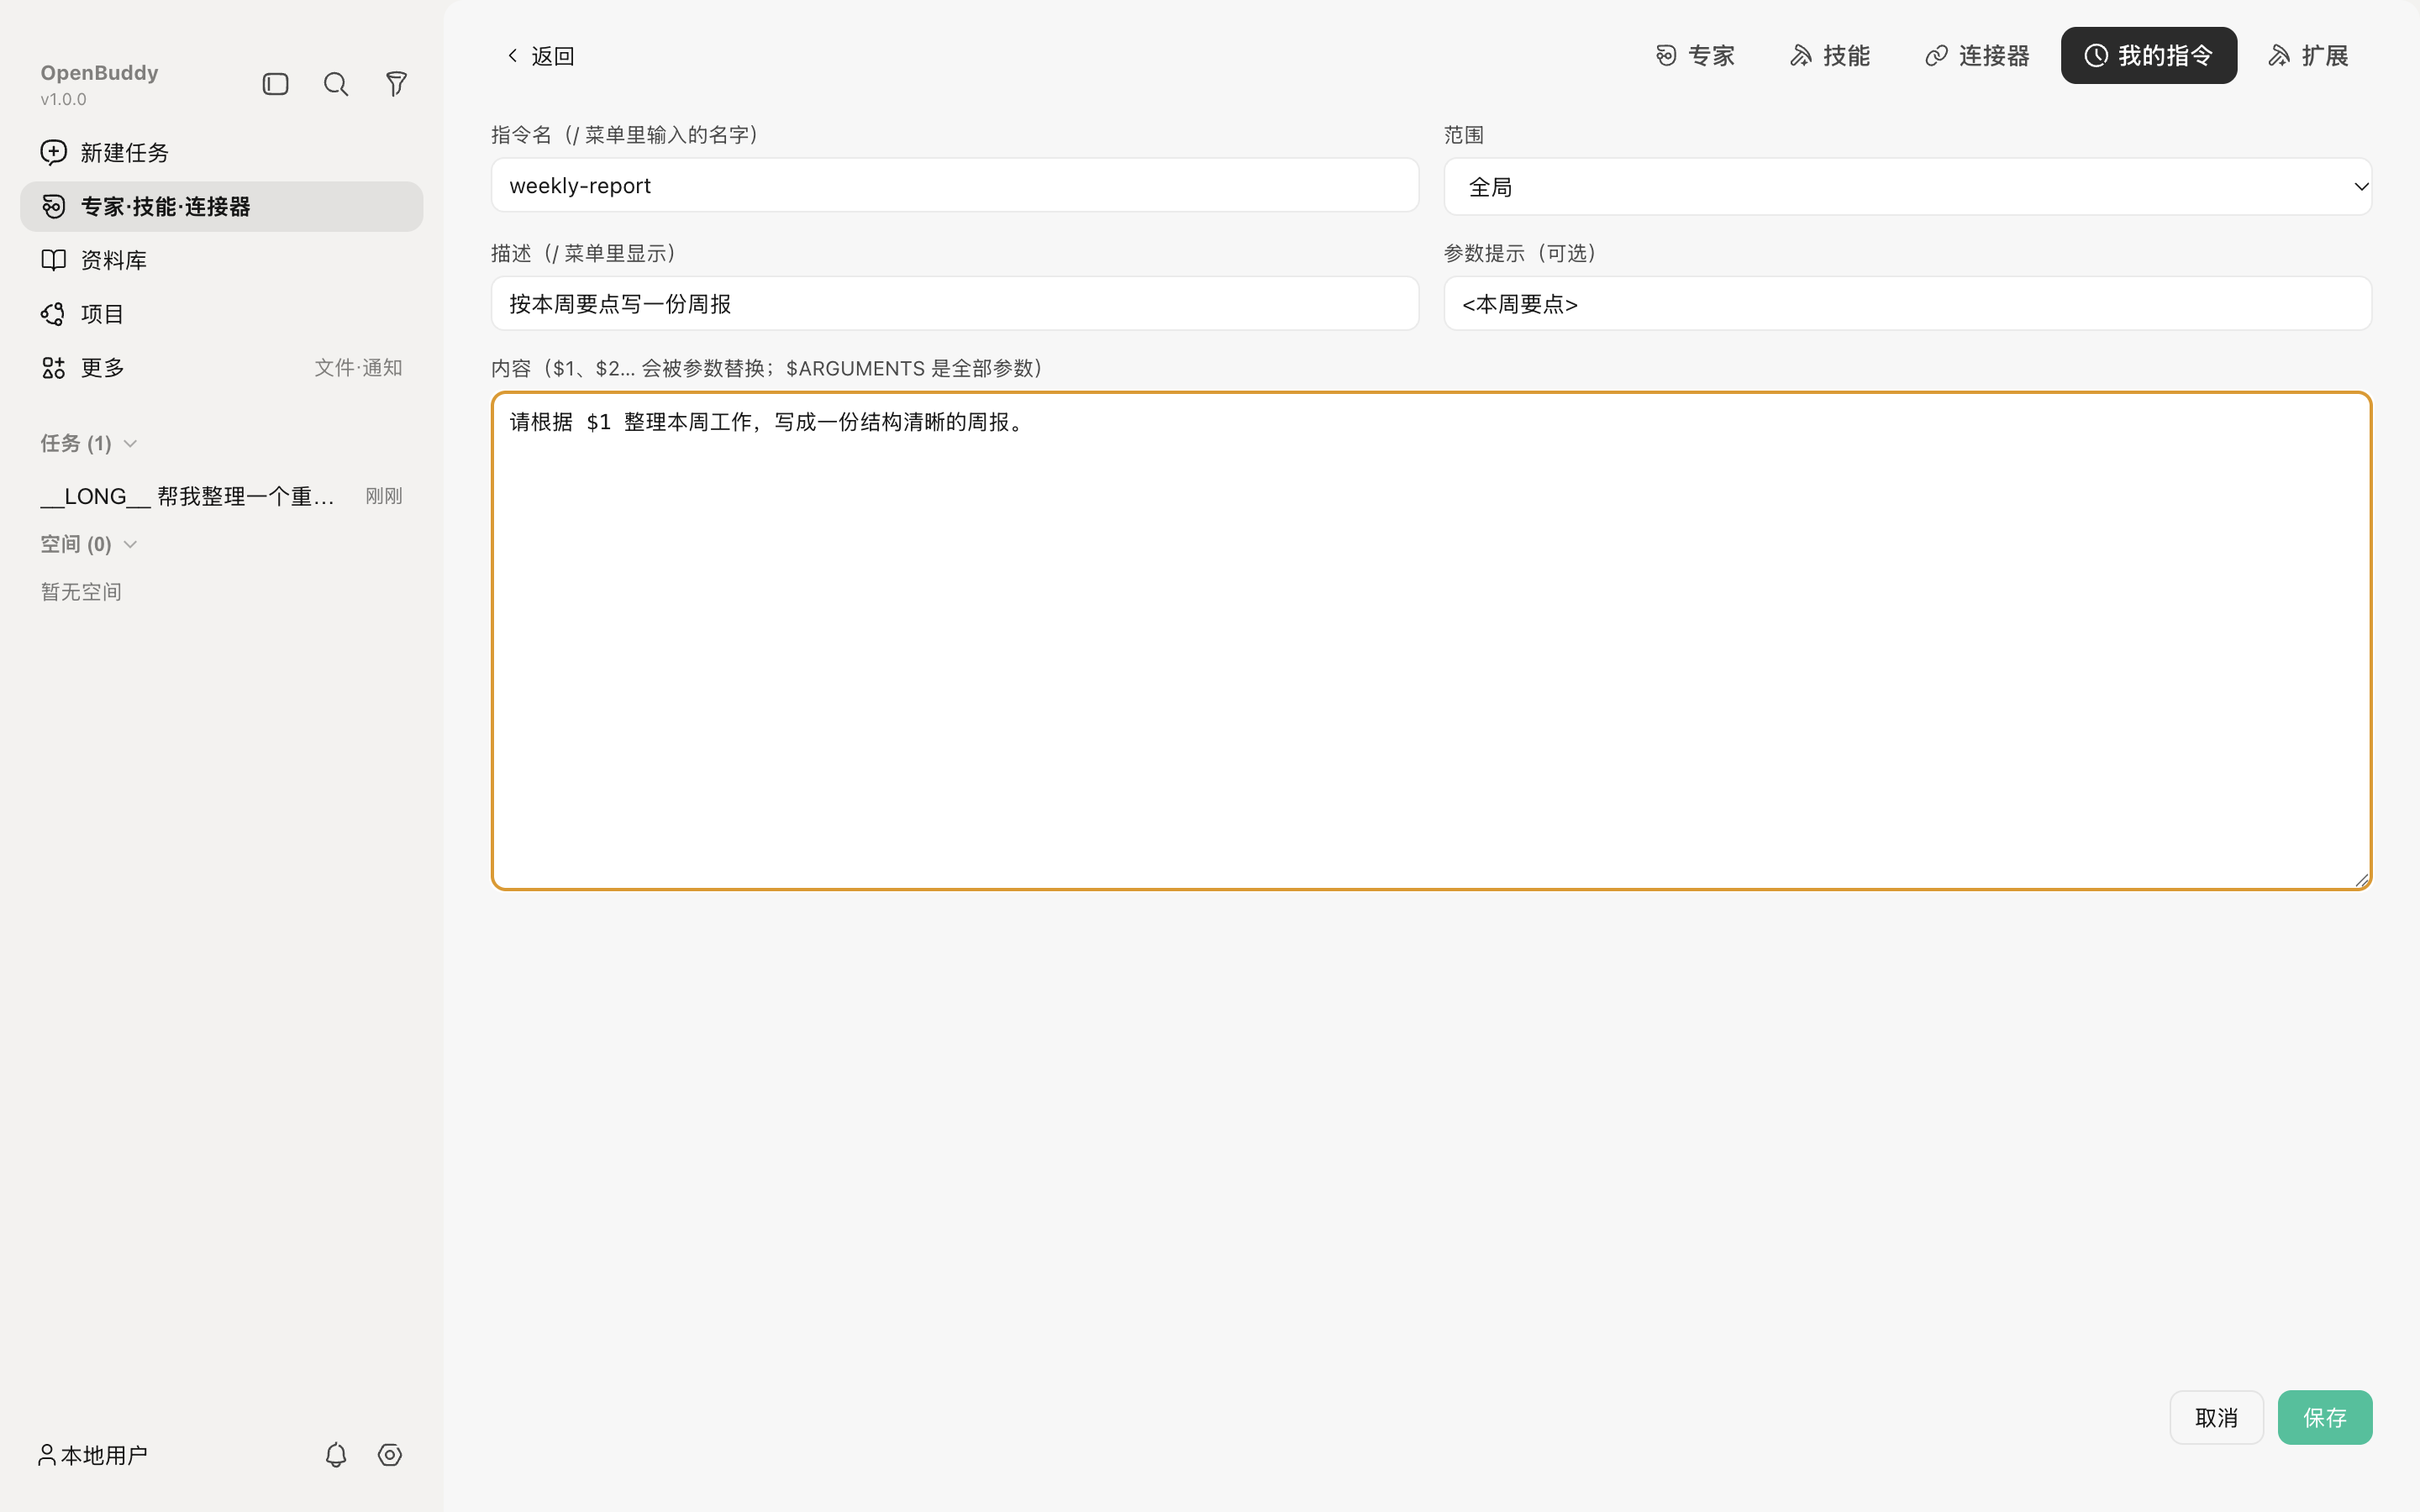 OpenBuddy
v1.0.0
新建任务
专家·技能·连接器
资料库
项目
更多 文件·通知
任务 (1)
__LONG__ 帮我整理一个重... 刚刚
空间 (0)
暂无空间
本地用户
返回
专家 技能 连接器 我的指令 扩展
指令名（/ 菜单里输入的名字） 范围
weekly-report 全局
描述（/ 菜单里显示） 参数提示（可选）
按本周要点写一份周报 <本周要点>
内容（$1、$2... 会被参数替换；$ARGUMENTS 是全部参数）
请根据 $1 整理本周工作，写成一份结构清晰的周报。
取消 保存